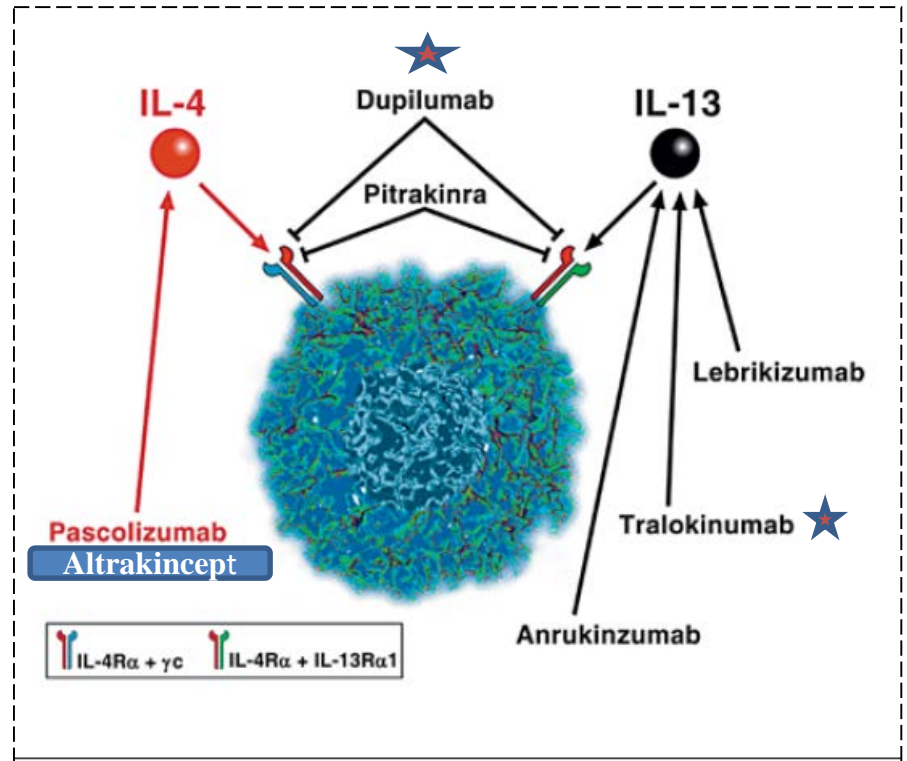 IL-4
Dupilumab
IL-13
Pitrakinra
Lebrikizumab
Tralokinumab
Pascolizumab
Altrakincept
Anrukinzumab
IL-4Rα + γc
IL-4Rα + IL-13Rα1